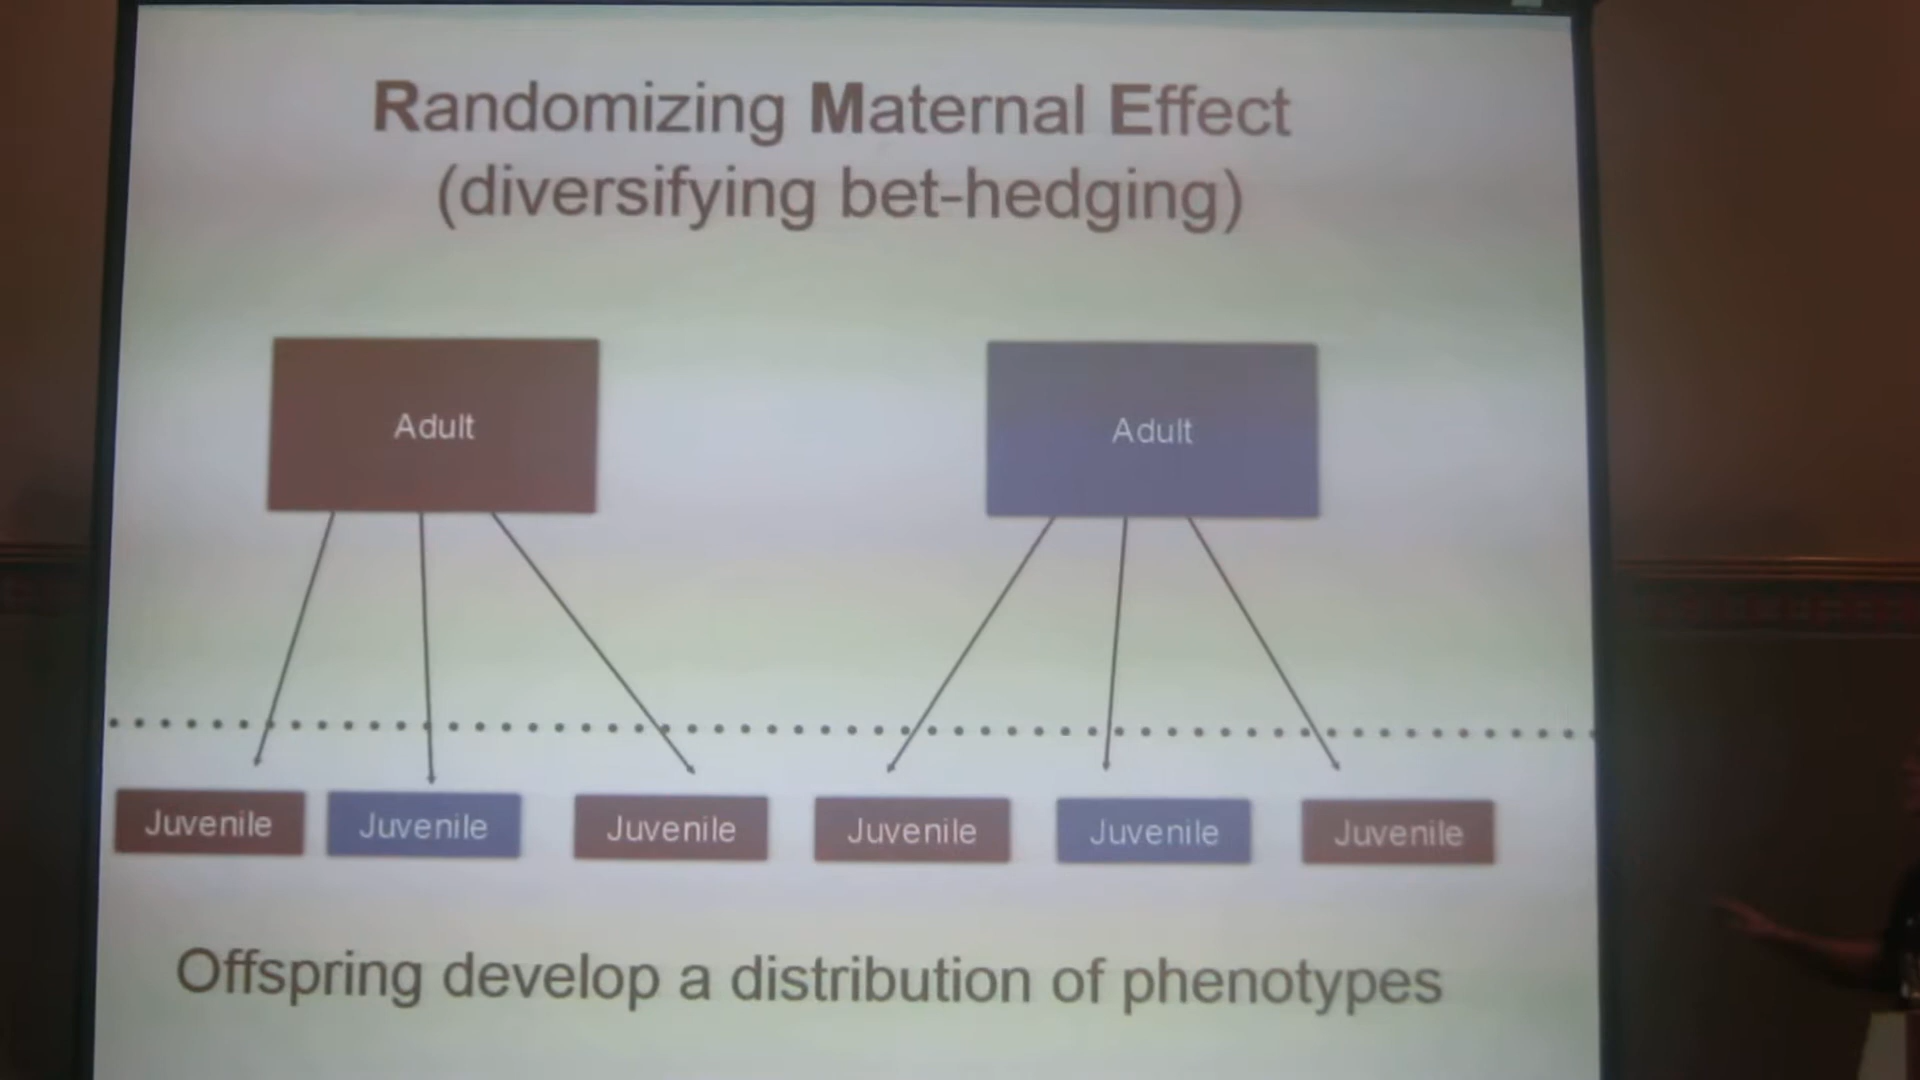 Randomizing Maternal Effect
(diversifying bet-hedging)
Adult
Adult
Juvenile
Juvenile
Juvenile
Juvenile
Juvenile
Juvenile
Offspring develop a distribution of phenotypes